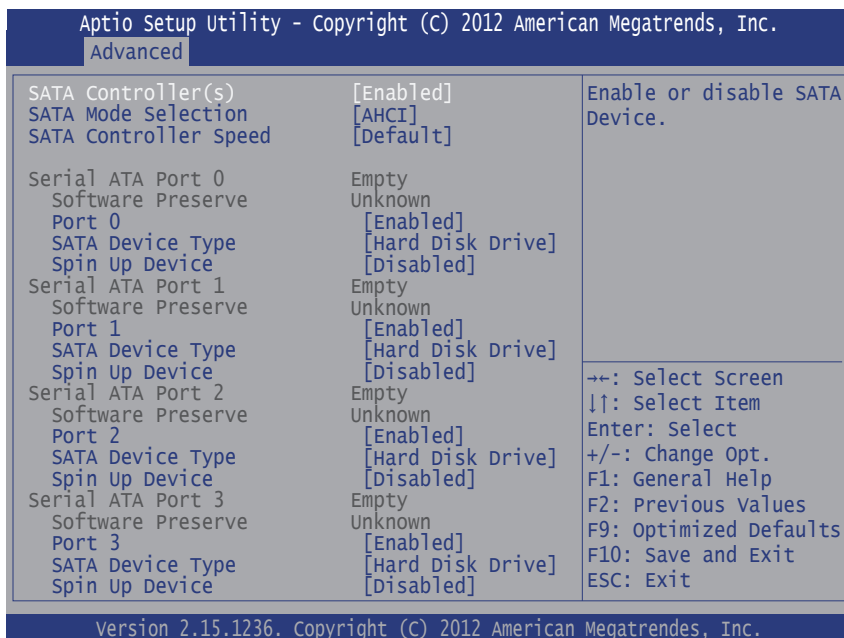 Aptio Setup Utility - Copyright (C) 2012 American Megatrends, Inc.
Advanced
SATA Controller(s) [Enabled]
SATA Mode Selection [AHCI]
SATA Controller Speed [Default]
Serial ATA Port 0 Empty
Software Preserve Unknown
Port 0 [Enabled]
SATA Device Type [Hard Disk Drive]
Spin Up Device [Disabled]
Serial ATA Port 1 Empty
Software Preserve Unknown
Port 1 [Enabled]
SATA Device Type [Hard Disk Drive]
Spin Up Device [Disabled]
Serial ATA Port 2 Empty
Software Preserve Unknown
Port 2 [Enabled]
SATA Device Type [Hard Disk Drive]
Spin Up Device [Disabled]
Serial ATA Port 3 Empty
Software Preserve Unknown
Port 3 [Enabled]
SATA Device Type [Hard Disk Drive]
Spin Up Device [Disabled]
Enable or disable SATA
Device.
→←: Select Screen
↓↑: Select Item
Enter: Select
+/-: Change Opt.
F1: General Help
F2: Previous Values
F9: Optimized Defaults
F10: Save and Exit
ESC: Exit
Version 2.15.1236. Copyright (C) 2012 American Megatrendes, Inc.